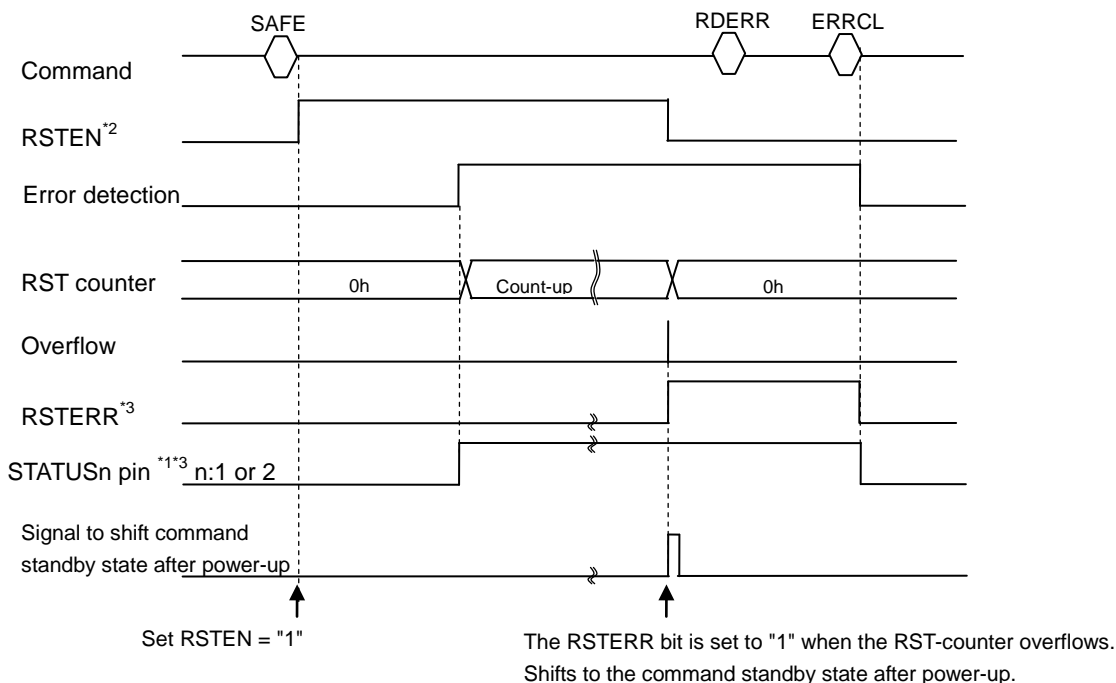 SAFE RDERR ERRCL
Command
RSTEN*2
Error detection
RST counter 0h Count-up 0h
Overflow
RSTERR*3
STATUSn pin *1*3 n:1 or 2
Signal to shift command
standby state after power-up
Set RSTEN = "1"
The RSTERR bit is set to "1" when the RST-counter overflows.
Shifts to the command standby state after power-up.